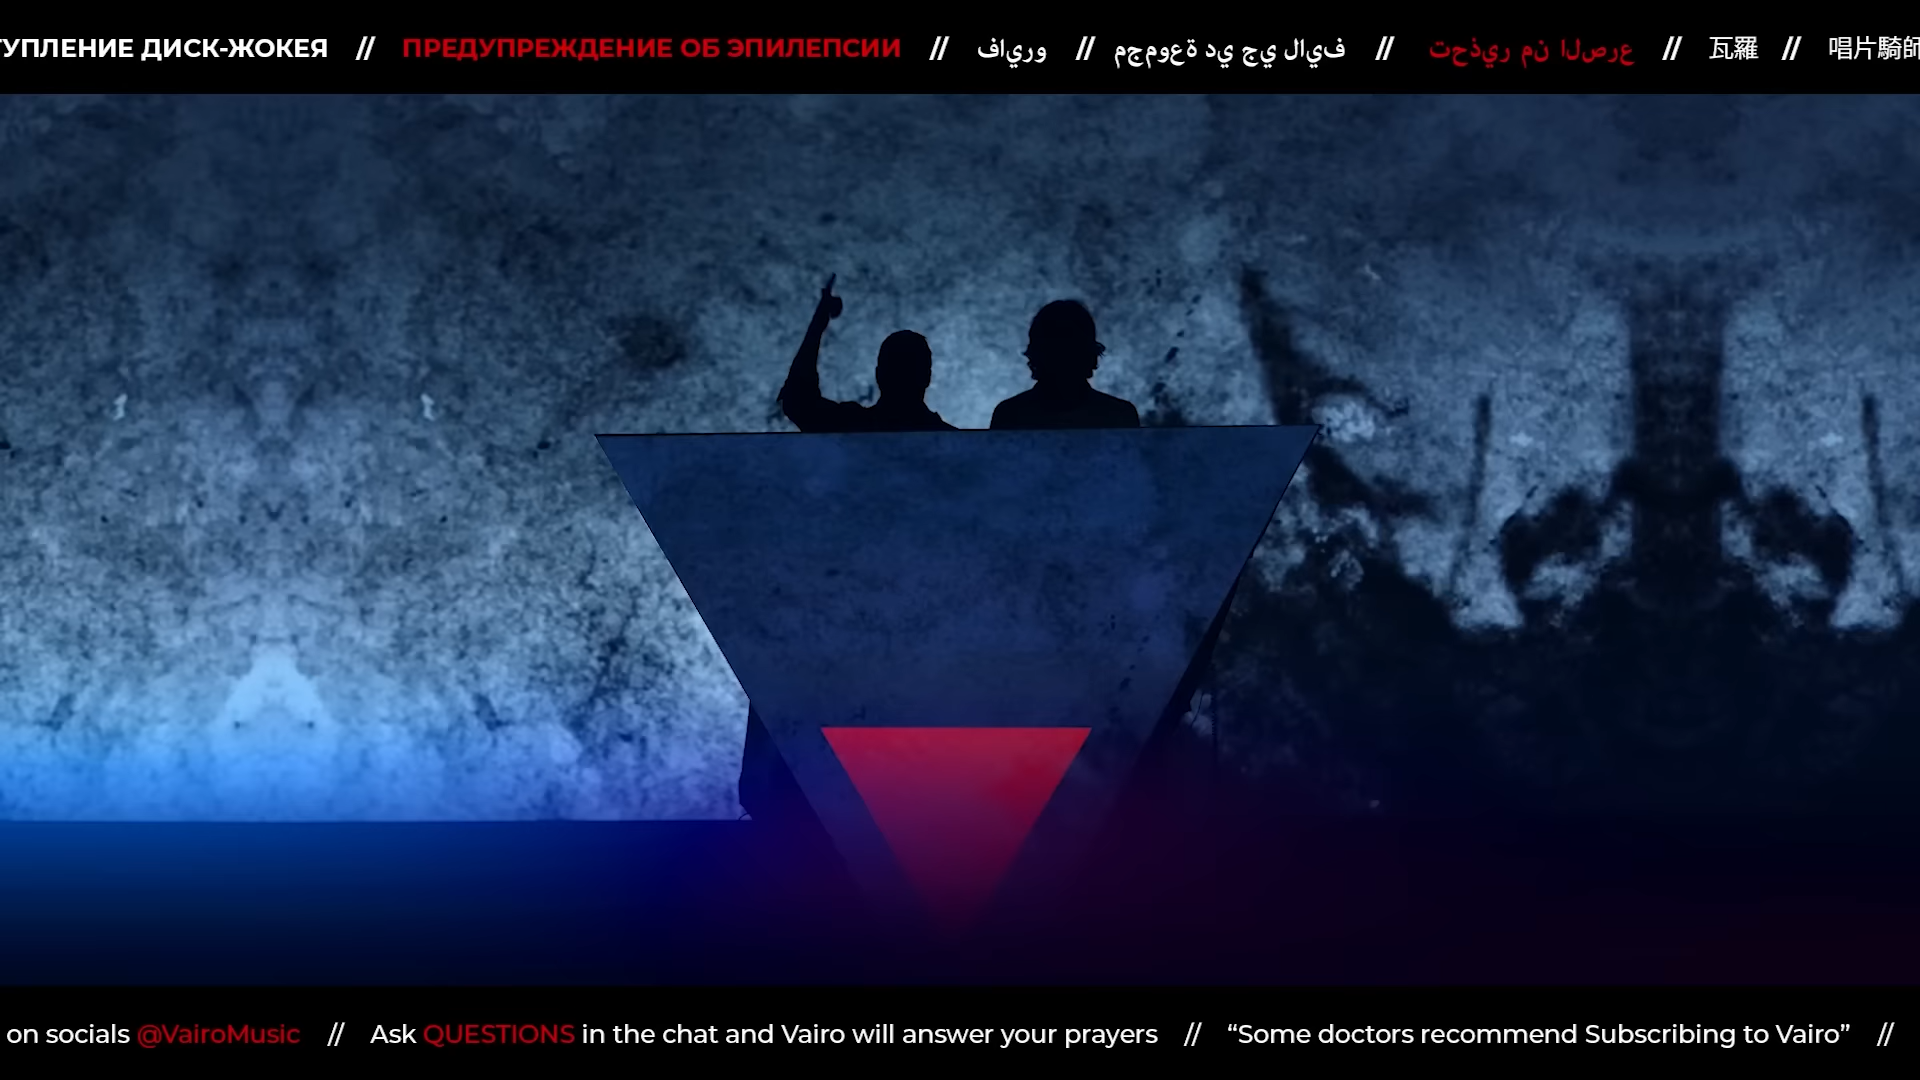 ТУПЛЕНИЕ ДИСК-ЖОКЕЯ // ПРЕДУПРЕЖДЕНИЕ ОБ ЭПИЛЕПСИИ // فايرو // مجموعة دي جي لايف // تحذير من الصرع // 瓦羅 // 唱片騎師
on socials @VairoMusic // Ask QUESTIONS in the chat and Vairo will answer your prayers // “Some doctors recommend Subscribing to Vairo” //